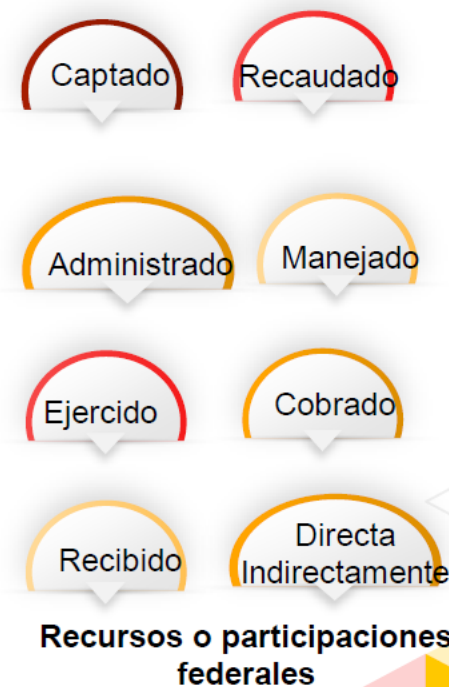 Captado
Recaudado
Administrado
Manejado
Ejercido
Cobrado
Recibido
Directa
Indirectamente
Recursos o participaciones
federales